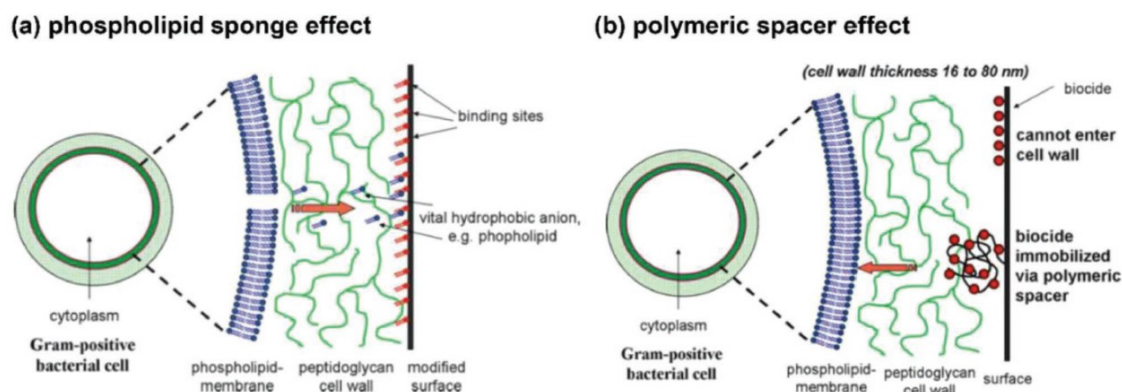 (a) phospholipid sponge effect
binding sites
vital hydrophobic anion,
e.g. phopholipid
cytoplasm
Gram-positive
bacterial cell
phospholipid-
membrane
peptidoglycan
cell wall
modified
surface
(b) polymeric spacer effect
(cell wall thickness 16 to 80 nm)
biocide
cannot enter
cell wall
biocide
immobilized
via polymeric
spacer
cytoplasm
Gram-positive
bacterial cell
phospholipid-
membrane
peptidoglycan
cell wall
surface